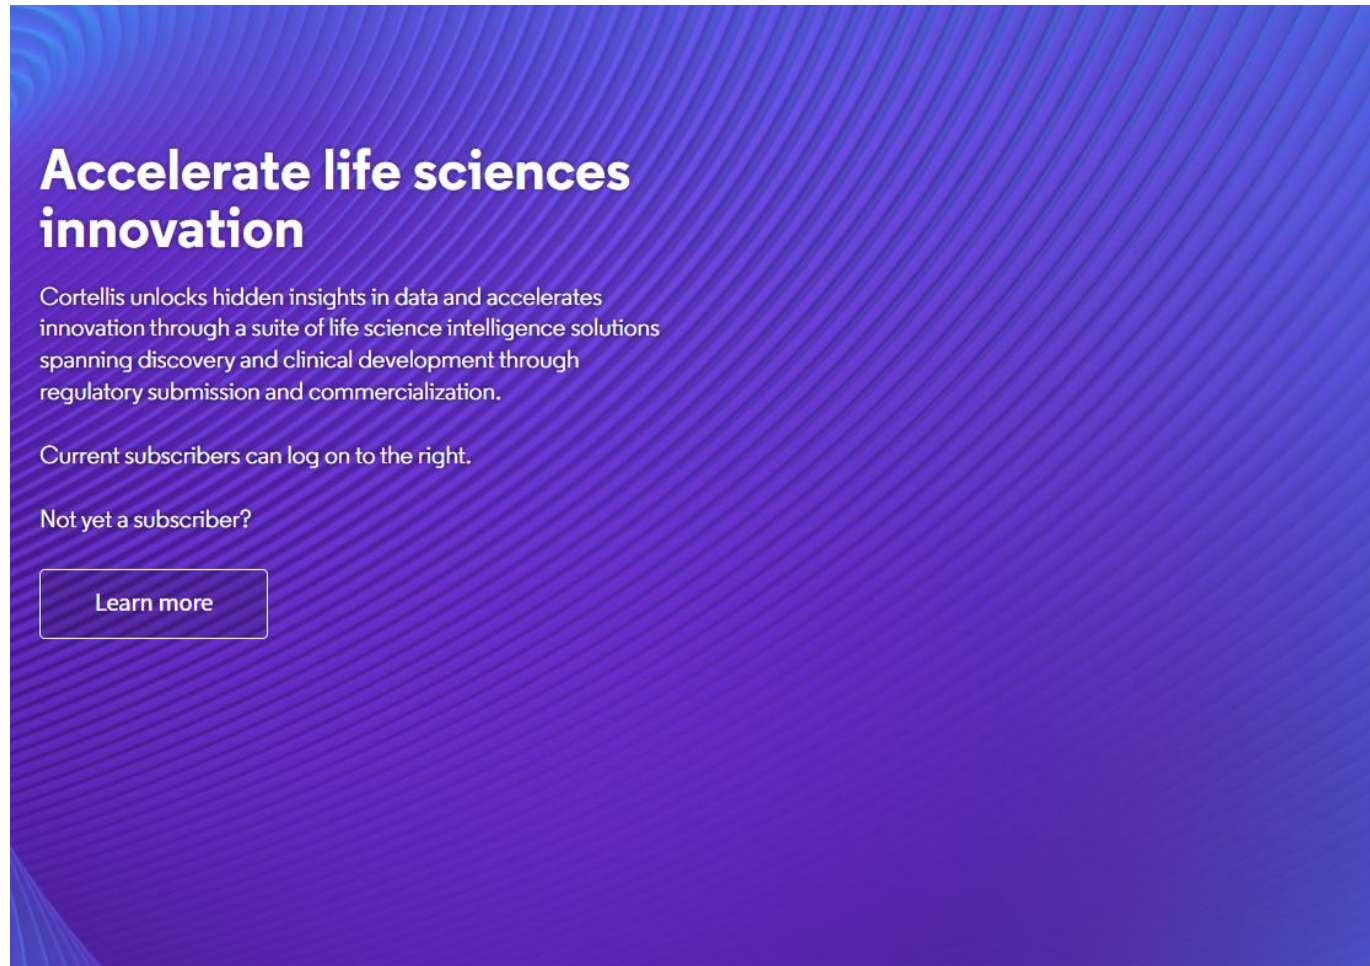 Accelerate life sciences
innovation
Cortellis unlocks hidden insights in data and accelerates
innovation through a suite of life science intelligence solutions
spanning discovery and clinical development through
regulatory submission and commercialization.
Current subscribers can log on to the right.
Not yet a subscriber?
Learn more